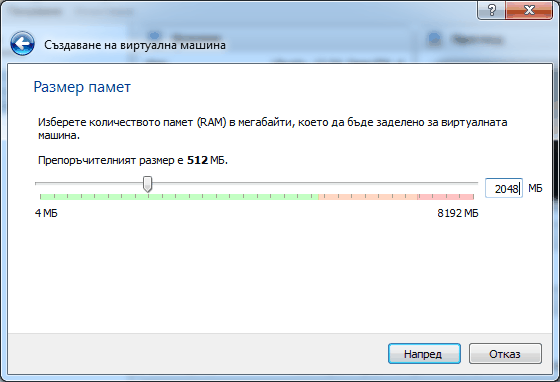 Създаване на виртуална машина
Размер памет
Изберете количеството памет (RAM) в мегабайти, което да бъде заделено за виртуалната
машина.
Препоръчителният размер е 512 МБ.
2048 МБ
4 МБ 8192 МБ
Напред Отказ